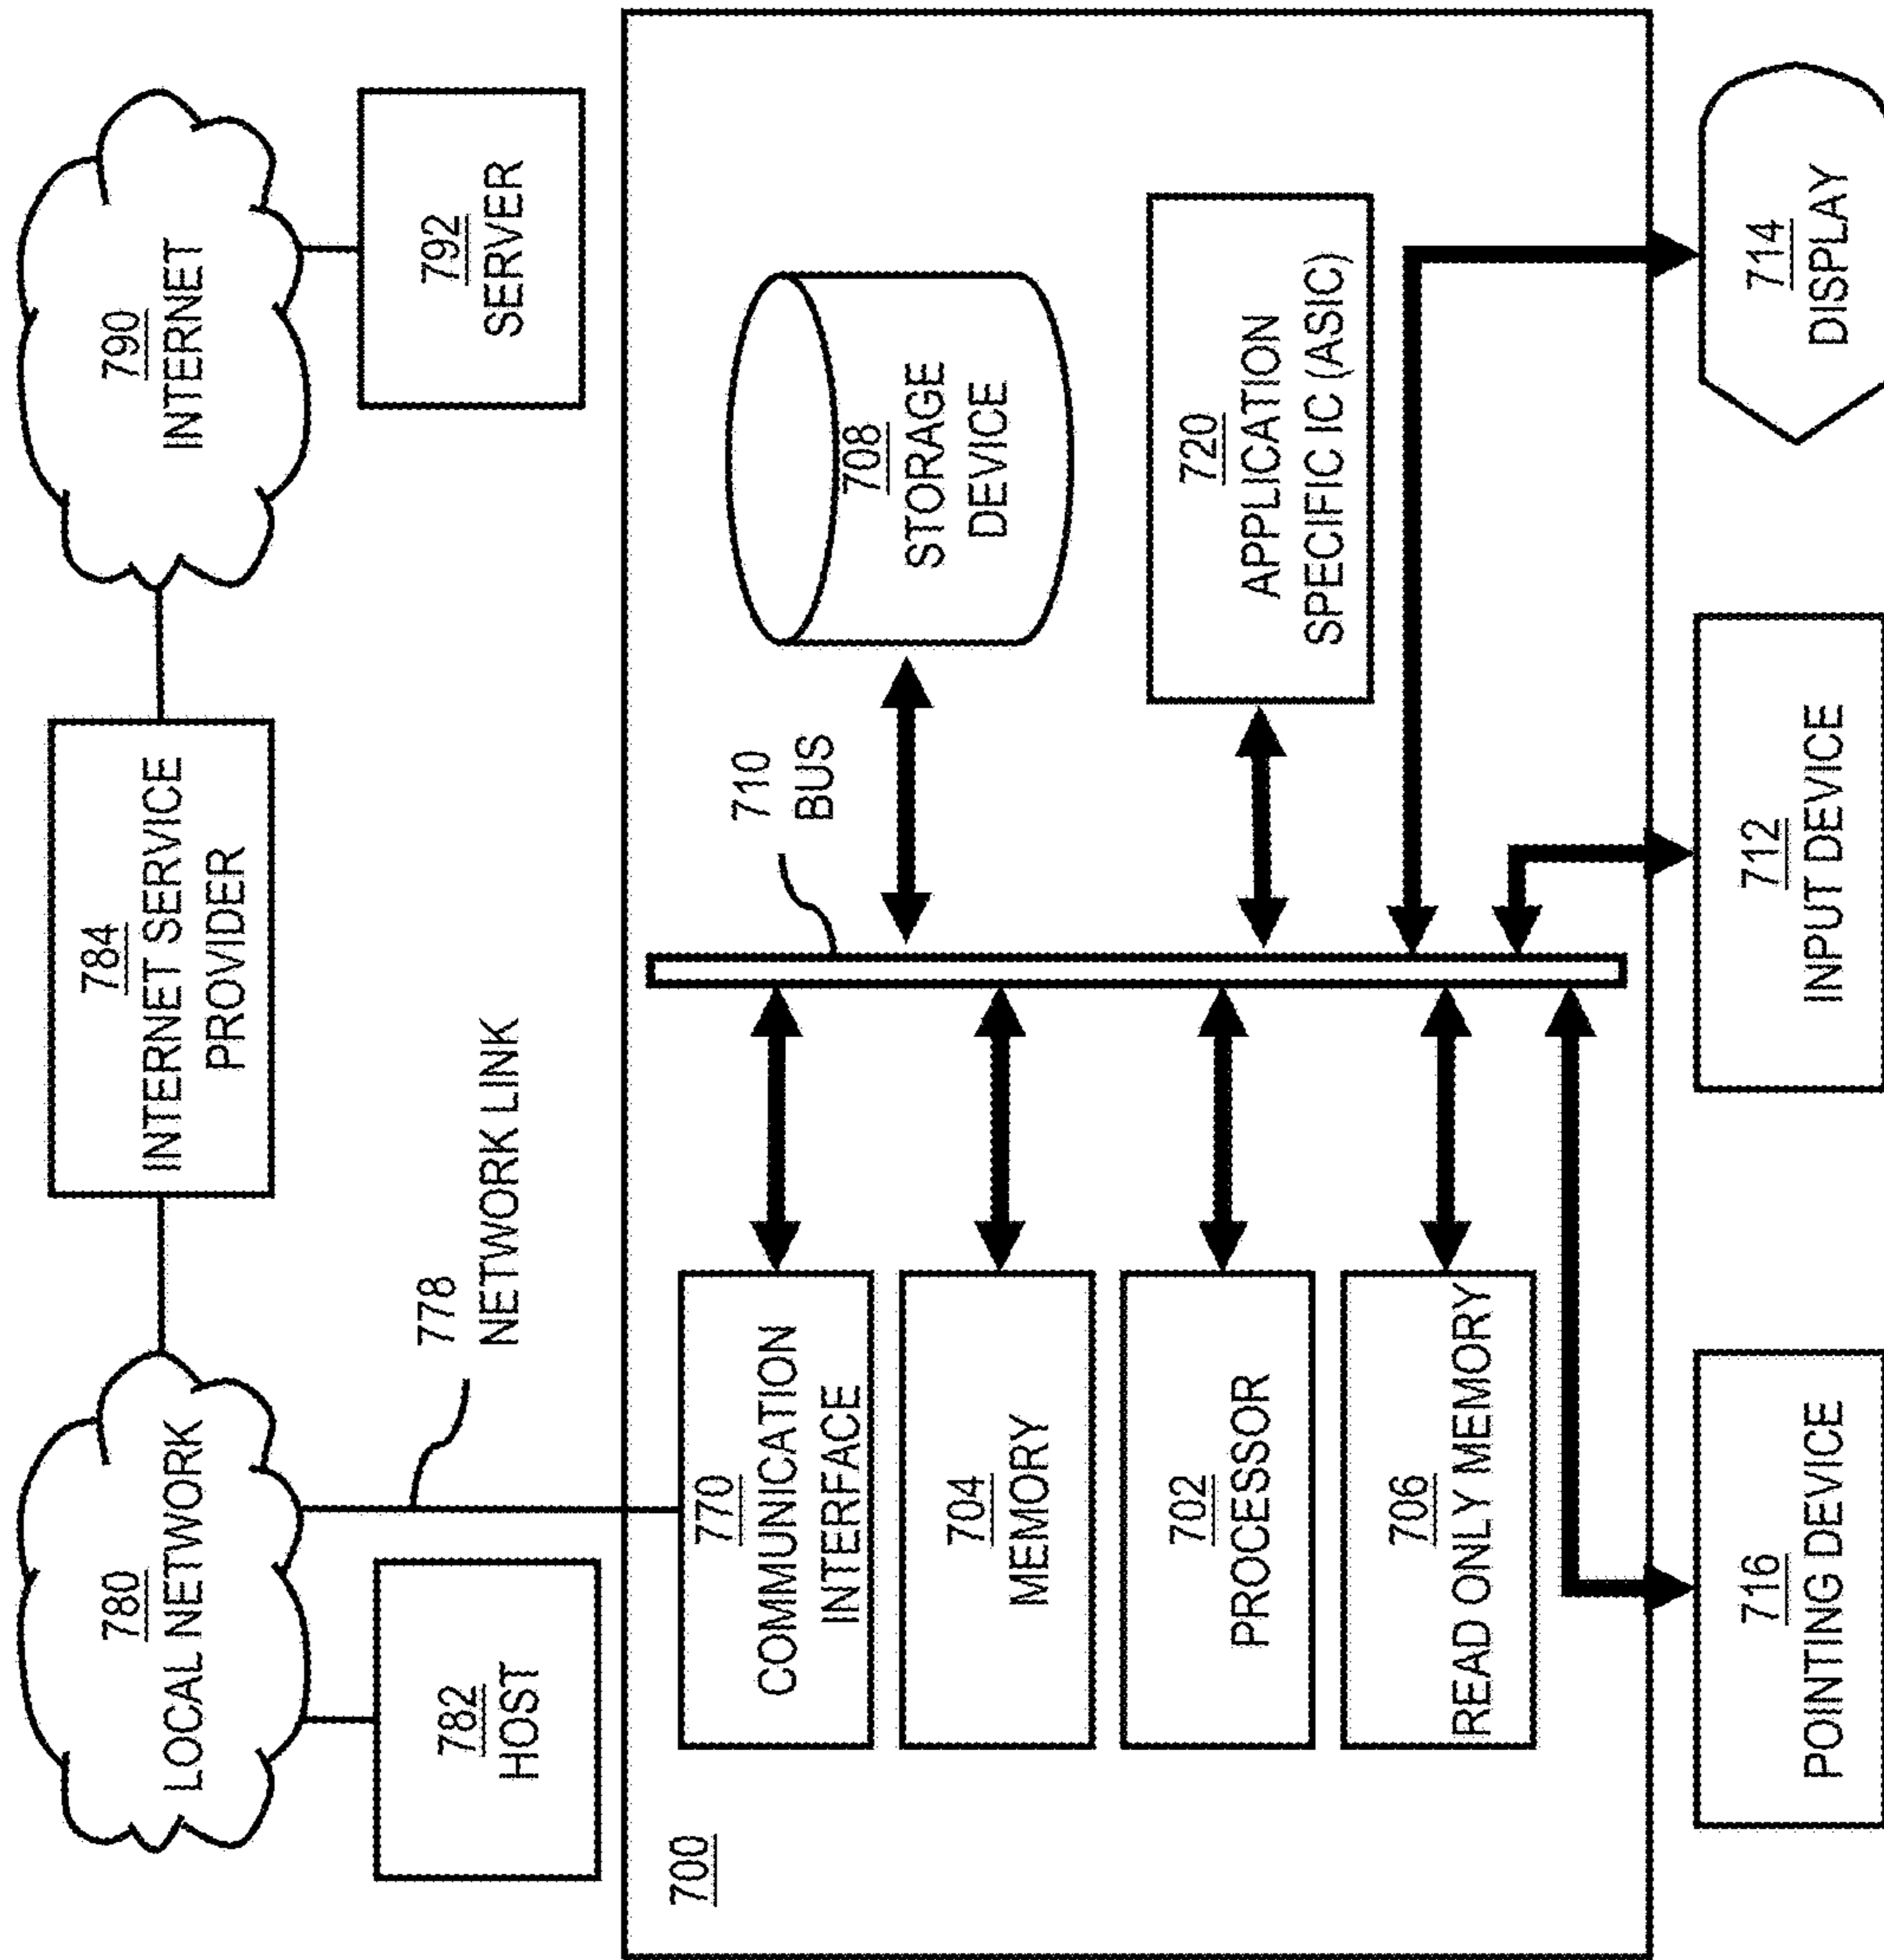 780
LOCAL NETWORK
784
INTERNET SERVICE
PROVIDER
790
INTERNET
782
HOST
778
NETWORK LINK
792
SERVER
700
770
COMMUNICATION
INTERFACE
710
BUS
708
STORAGE
DEVICE
704
MEMORY
702
PROCESSOR
720
APPLICATION
SPECIFIC IC (ASIC)
706
READ ONLY MEMORY
716
POINTING DEVICE
712
INPUT DEVICE
714
DISPLAY